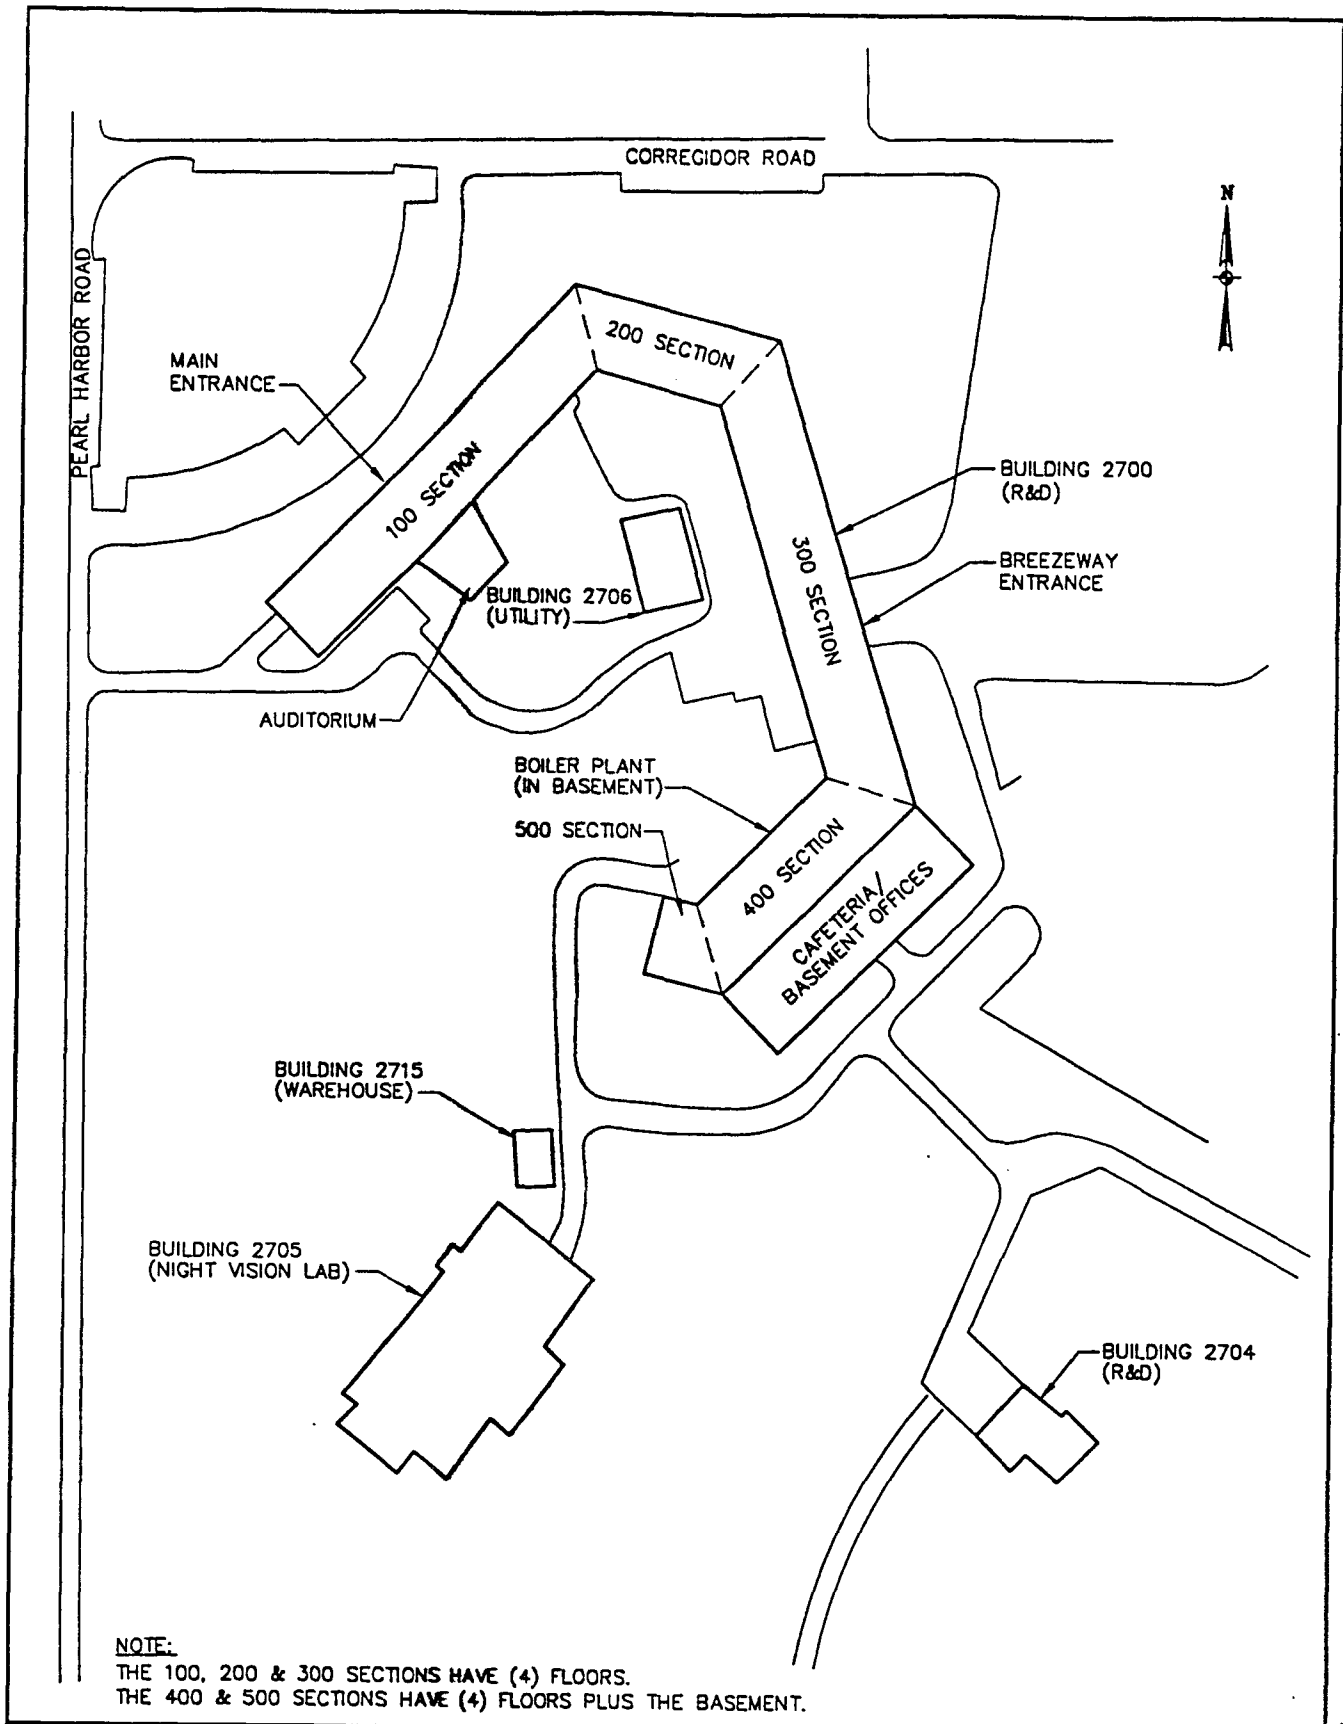 CORREGIDOR ROAD
N
PEARL HARBOR ROAD
200 SECTION
MAIN
ENTRANCE
100 SECTION
BUILDING 2700
(R&D)
300 SECTION
BREEZEWAY
ENTRANCE
BUILDING 2706
(UTILITY)
AUDITORIUM
BOILER PLANT
(IN BASEMENT)
500 SECTION
400 SECTION
CAFETERIA/
BASEMENT OFFICES
BUILDING 2715
(WAREHOUSE)
BUILDING 2705
(NIGHT VISION LAB)
BUILDING 2704
(R&D)
NOTE:
THE 100, 200 & 300 SECTIONS HAVE (4) FLOORS.
THE 400 & 500 SECTIONS HAVE (4) FLOORS PLUS THE BASEMENT.